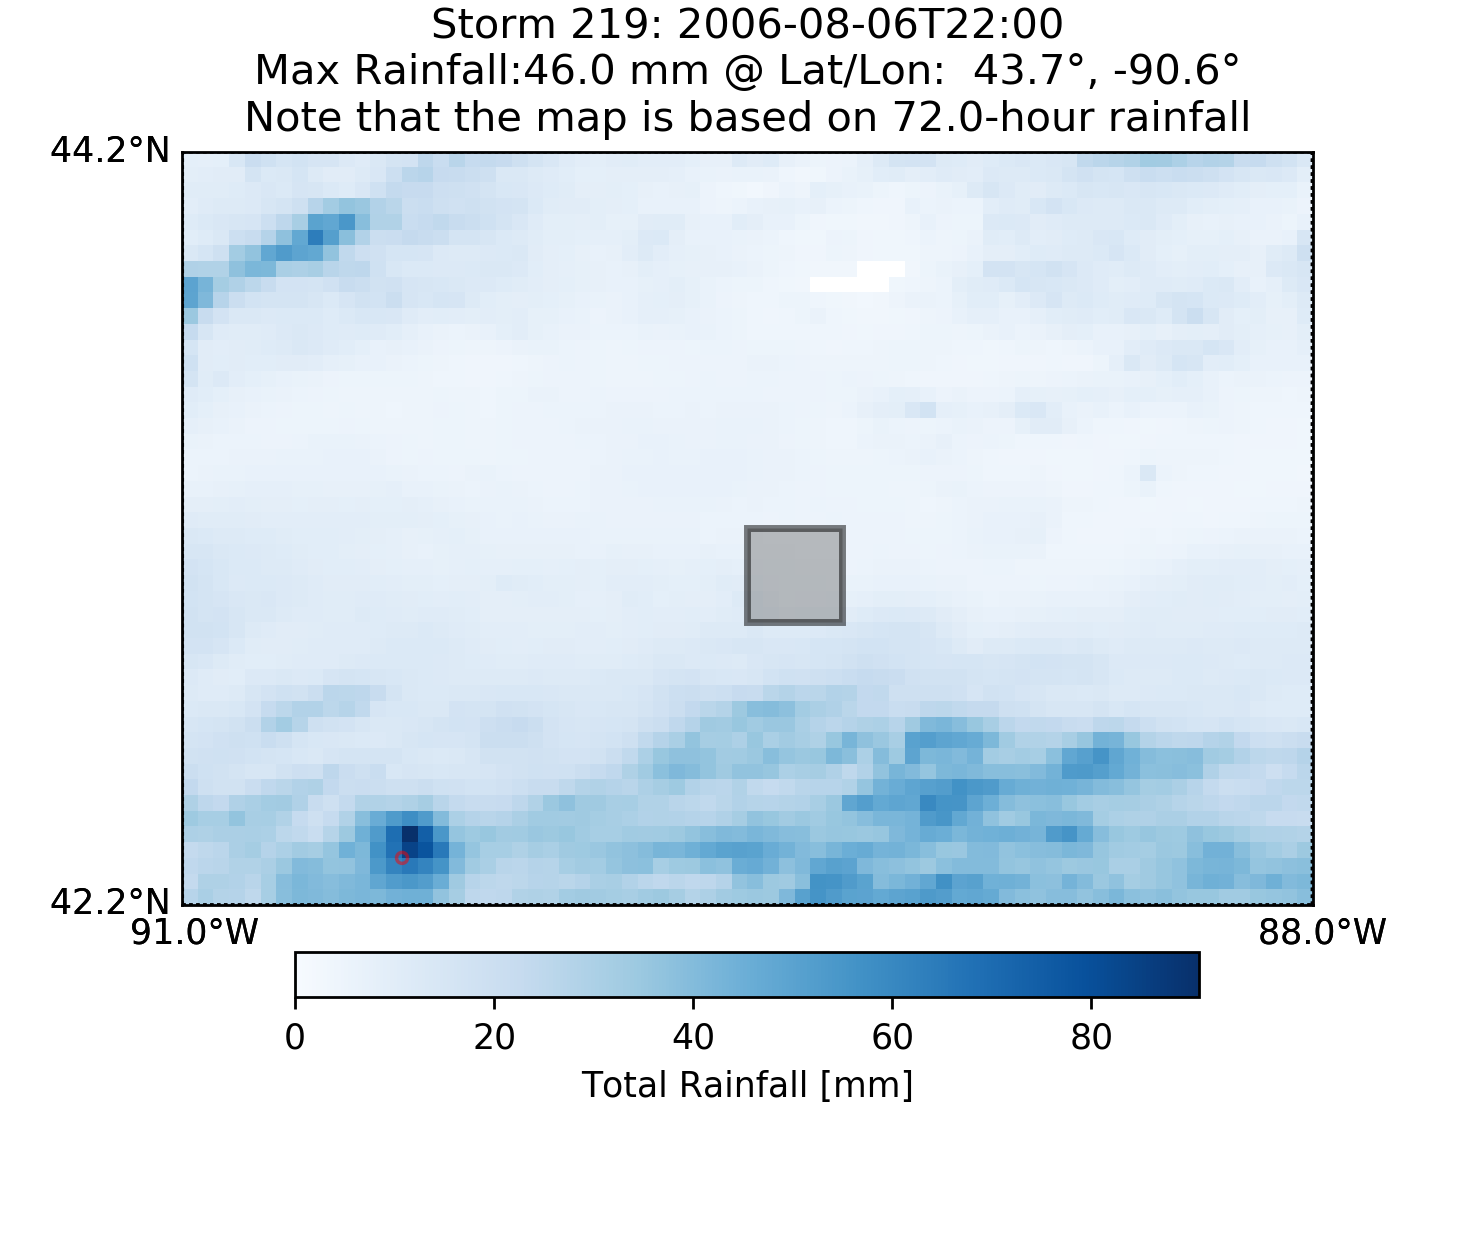 Storm 219: 2006-08-06T22:00
Max Rainfall:46.0 mm @ Lat/Lon:  43.7°, -90.6°
Note that the map is based on 72.0-hour rainfall
44.2°N
42.2°N
91.0°W 88.0°W
0 20 40 60 80
Total Rainfall [mm]